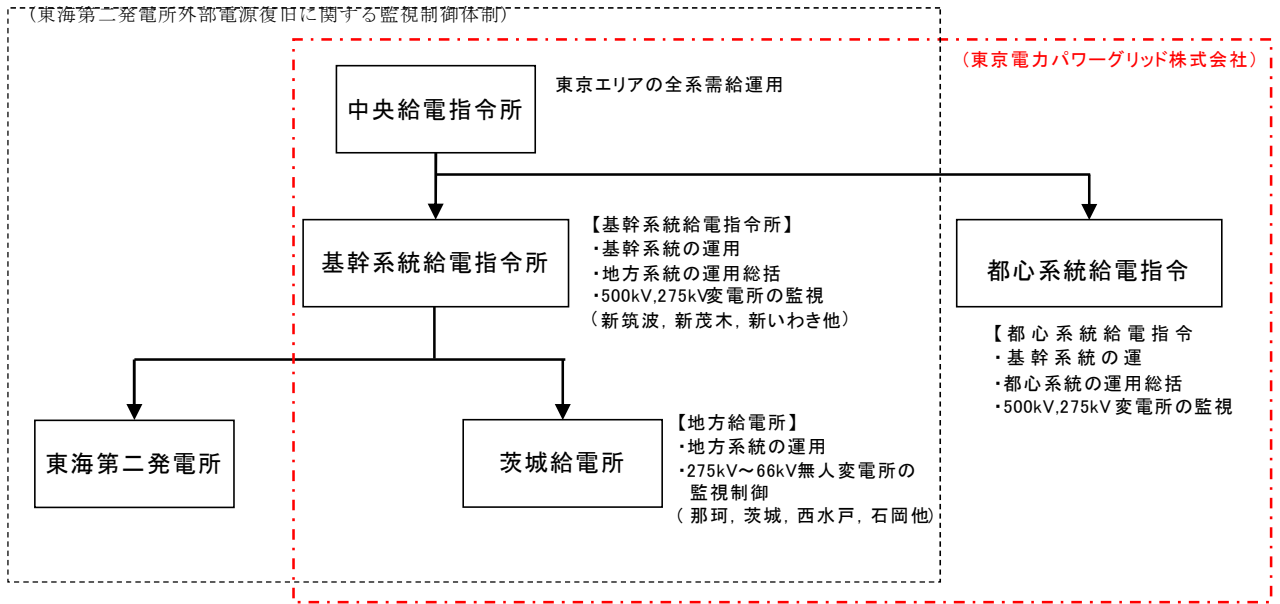 (東海第二発電所外部電源復旧に関する監視制御体制)
(東京電力パワーグリッド株式会社)
中央給電指令所
東京エリアの全系需給運用
基幹系統給電指令所
【基幹系統給電指令所】
・基幹系統の運用
・地方系統の運用総括
・500kV,275kV変電所の監視
(新筑波,新茂木,新いわき他)
都心系統給電指令
【都心系統給電指令
・基幹系統の運
・都心系統の運用総括
・500kV,275kV変電所の監視
東海第二発電所
茨城給電所
【地方給電所】
・地方系統の運用
・275kV～66kV無人変電所の
監視制御
(那珂,茨城,西水戸,石岡他)